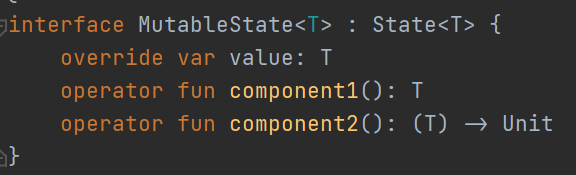 interface MutableState<T> : State<T> {
override var value: T
operator fun component1(): T
operator fun component2(): (T) → Unit
}